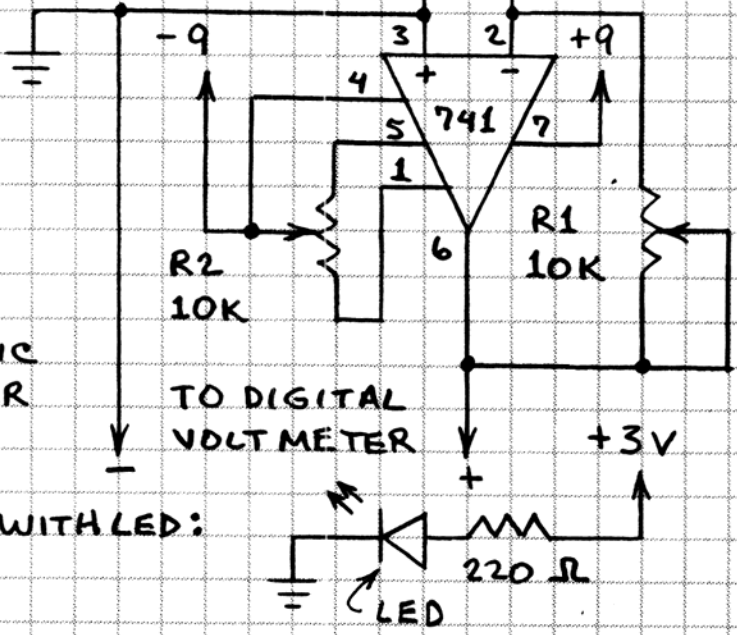 -9
3
2
+9
+
-
4
741
5
7
1
6
R1
10K
R2
10K
IC
R
TO DIGITAL
VOLTMETER
-
+
+3V
WITH LED:
220 Ω
LED